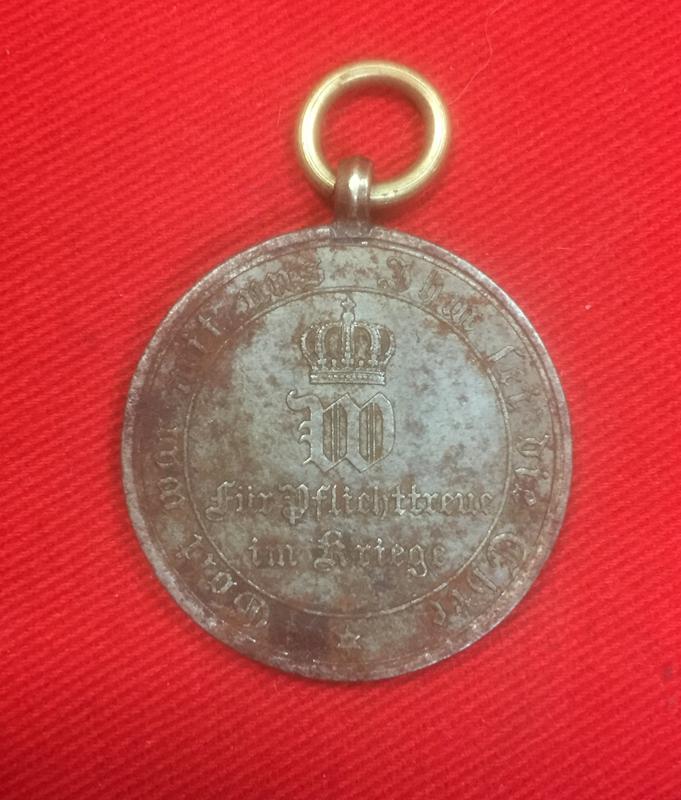 Gott war mit uns Ihm sei die Ehre
W
Für Pflichttreue
im Kriege